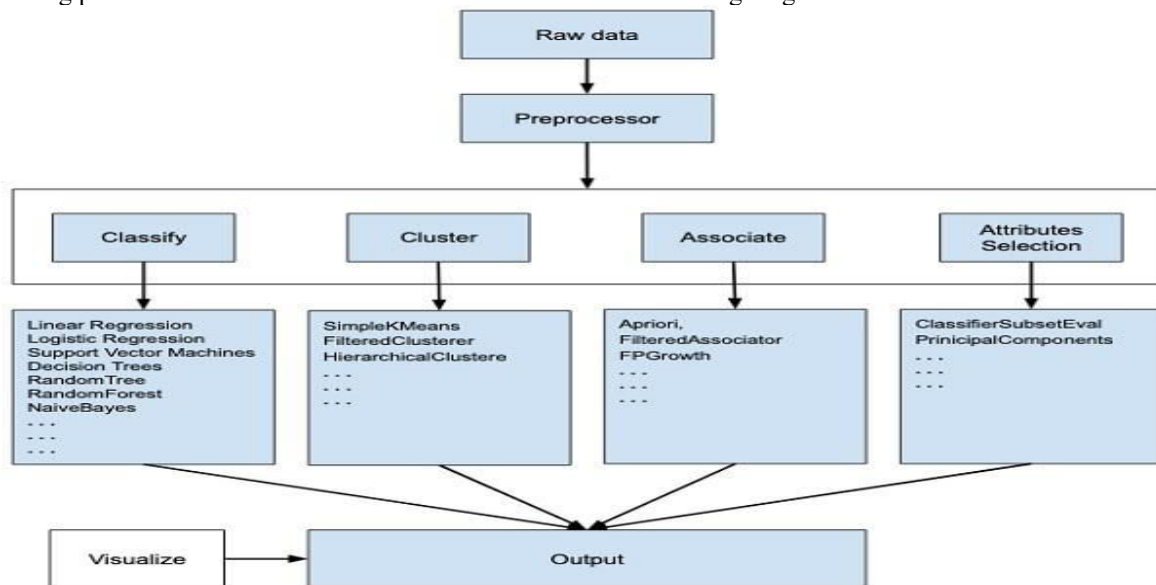 Raw data
Preprocessor
Classify
Cluster
Associate
Attributes
Selection
Linear Regression
Logistic Regression
Support Vector Machines
Decision Trees
RandomTree
RandomForest
NaiveBayes
- - -
- - -
- - -
SimpleKMeans
FilteredClusterer
HierarchicalClustere
- - -
- - -
- - -
Apriori,
FilteredAssociator
FPGrowth
- - -
- - -
- - -
ClassifierSubsetEval
PrinicipalComponents
- - -
- - -
- - -
Visualize
Output